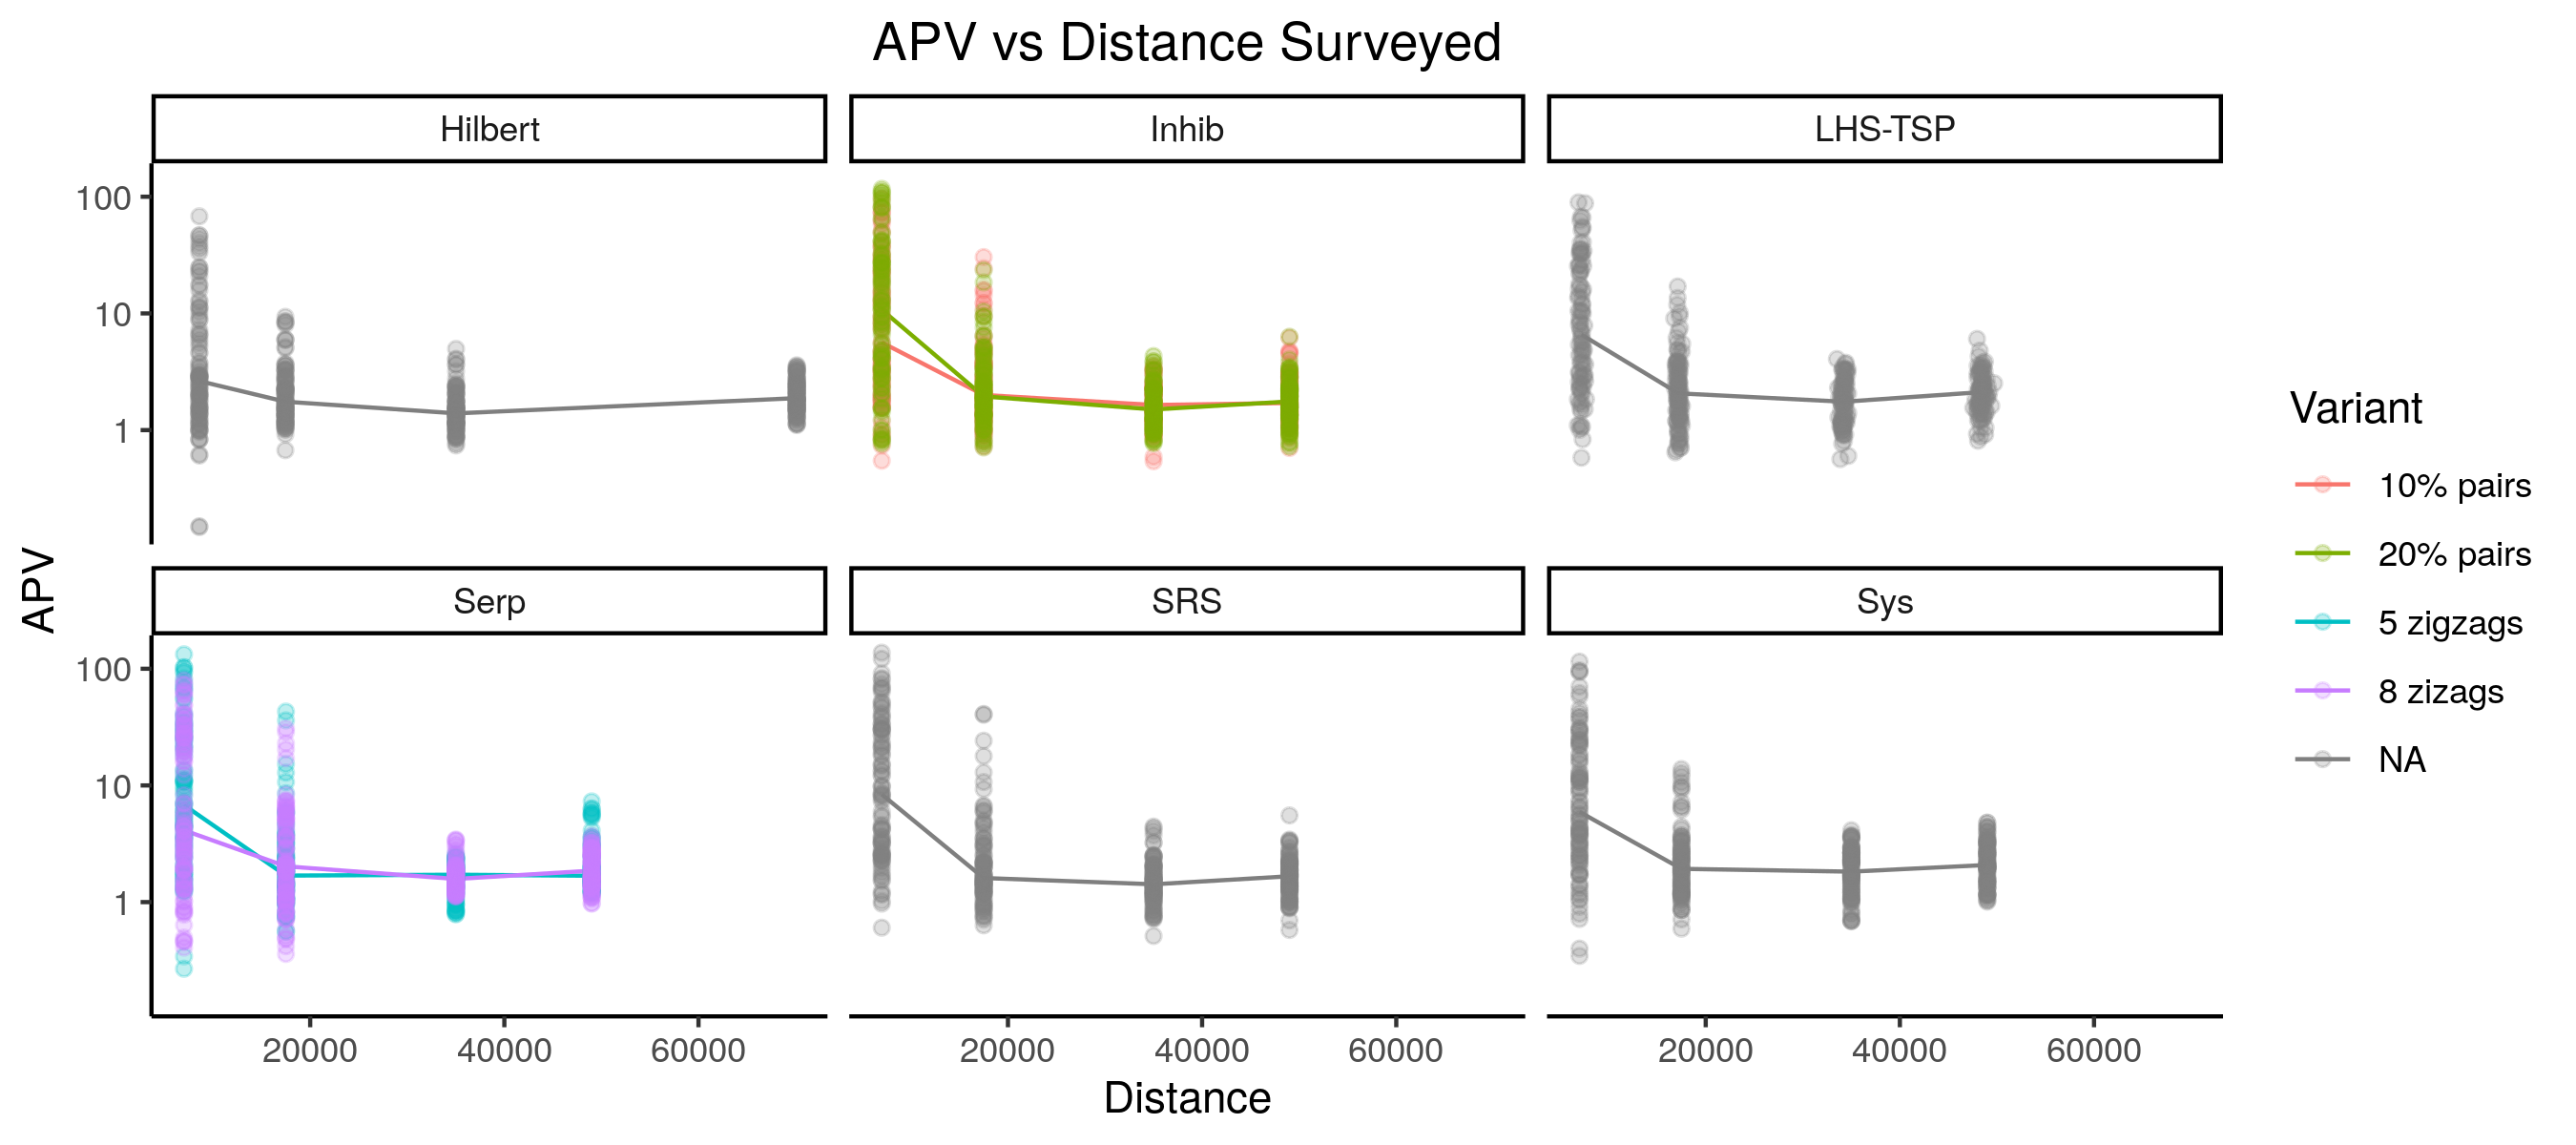 APV vs Distance Surveyed
Hilbert
Inhib
LHS-TSP
100
10
1
APV
Serp
SRS
Sys
100
10
1
20000 40000 60000
20000 40000 60000
20000 40000 60000
Distance
Variant
10% pairs
20% pairs
5 zigzags
8 zizags
NA